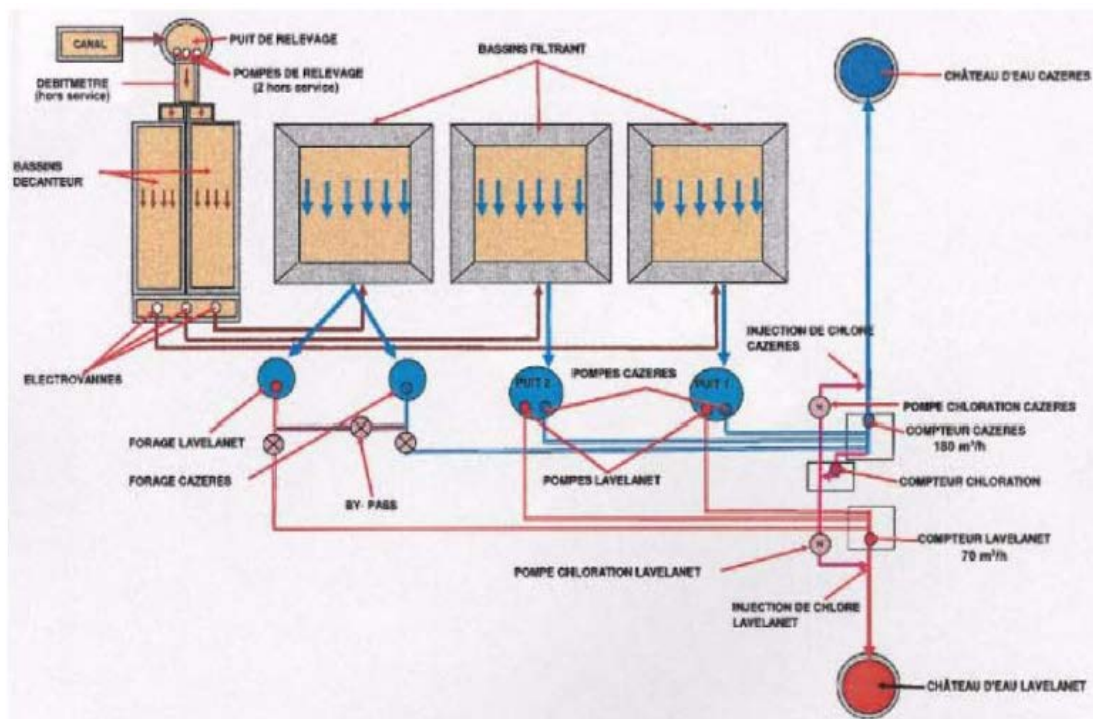 CANAL
PUIT DE RELEVAGE
DEBITMETRE
(hors service)
POMPES DE RELEVAGE
(2 hors service)
BASSINS FILTRANT
CHÂTEAU D'EAU CAZERES
BASSINS
DECANTEUR
INJECTION DE CHLORE
CAZERES
ELECTROVANNES
PUIT 2
POMPES CAZERES
PUIT 1
POMPE CHLORATION CAZERES
FORAGE LAVELANET
COMPTEUR CAZERES
180 m³/h
FORAGE CAZERES
POMPES LAVELANET
COMPTEUR CHLORATION
BY- PASS
COMPTEUR LAVELANET
70 m³/h
POMPE CHLORATION LAVELANET
INJECTION DE CHLORE
LAVELANET
CHÂTEAU D'EAU LAVELANET